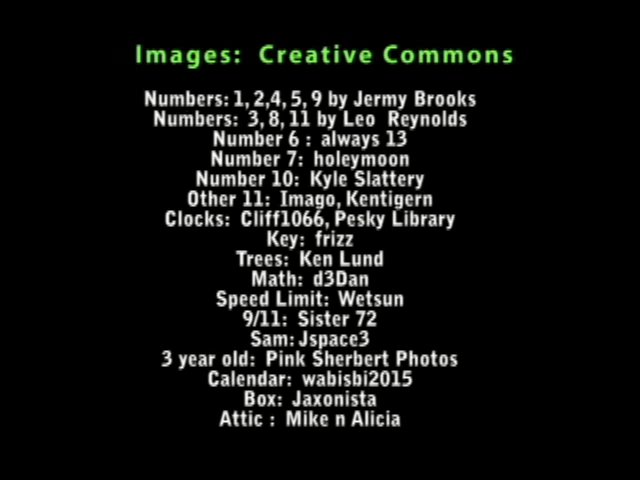 Images: Creative Commons
Numbers: 1, 2,4, 5, 9 by Jermy Brooks
Numbers: 3, 8, 11 by Leo Reynolds
Number 6 : always 13
Number 7: holeymoon
Number 10: Kyle Slattery
Other 11: Imago, Kentigern
Clocks: Cliff1066, Pesky Library
Key: frizz
Trees: Ken Lund
Math: d3Dan
Speed Limit: Wetsun
9/11: Sister 72
Sam: Jspace3
3 year old: Pink Sherbert Photos
Calendar: wabisbi2015
Box: Jaxonista
Attic : Mike n Alicia